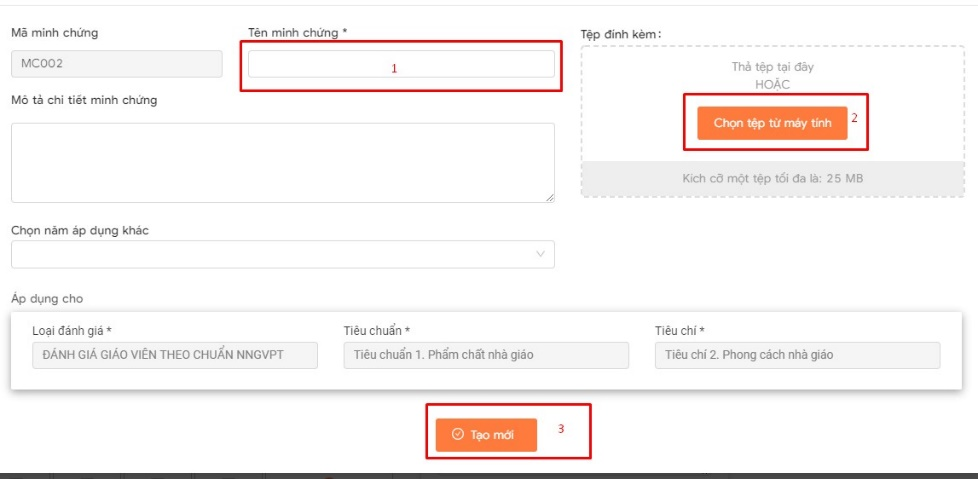 Mã minh chứng
Tên minh chứng *
Tệp đính kèm:
MC002
1
Thả tệp tại đây
HOẶC
Chọn tệp từ máy tính
2
Mô tả chi tiết minh chứng
Kích cỡ một tệp tối đa là: 25 MB
Chọn năm áp dụng khác
Áp dụng cho
Loại đánh giá *
Tiêu chuẩn *
Tiêu chí *
ĐÁNH GIÁ GIÁO VIÊN THEO CHUẨN NNGVPT
Tiêu chuẩn 1. Phẩm chất nhà giáo
Tiêu chí 2. Phong cách nhà giáo
Tạo mới
3